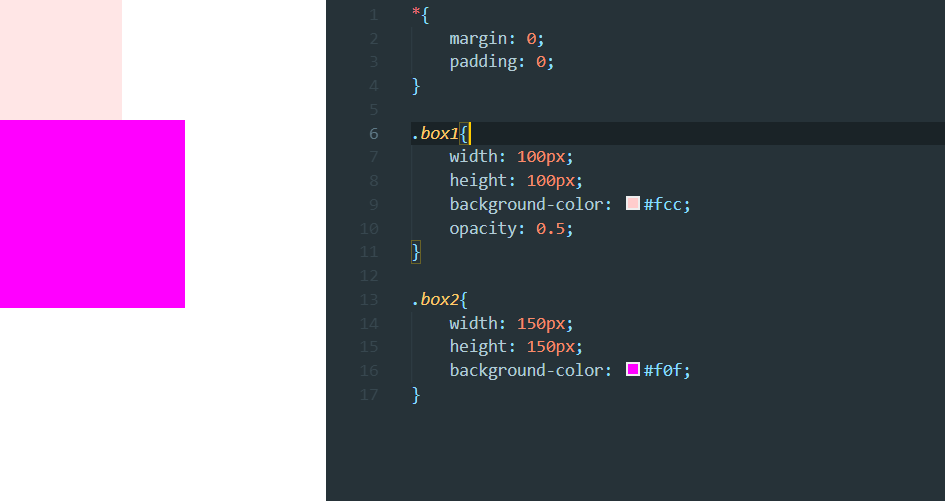 1 *{
2 margin: 0;
3 padding: 0;
4 }
5
6 .box1{
7 width: 100px;
8 height: 100px;
9 background-color: #fcc;
10 opacity: 0.5;
11 }
12
13 .box2{
14 width: 150px;
15 height: 150px;
16 background-color: #f0f;
17 }